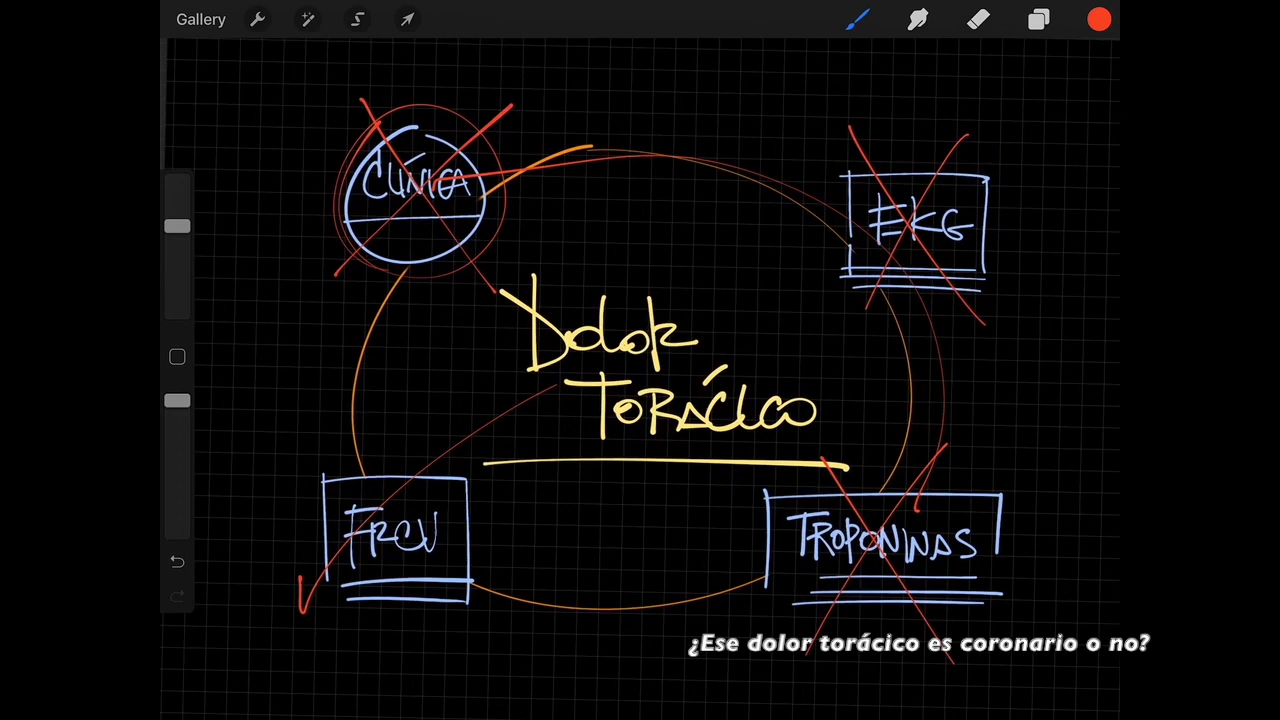 Gallery
CLÍNICA
EKG
DOLOR
TORÁCICO
FRCV
TROPONINAS
¿Ese dolor torácico es coronario o no?